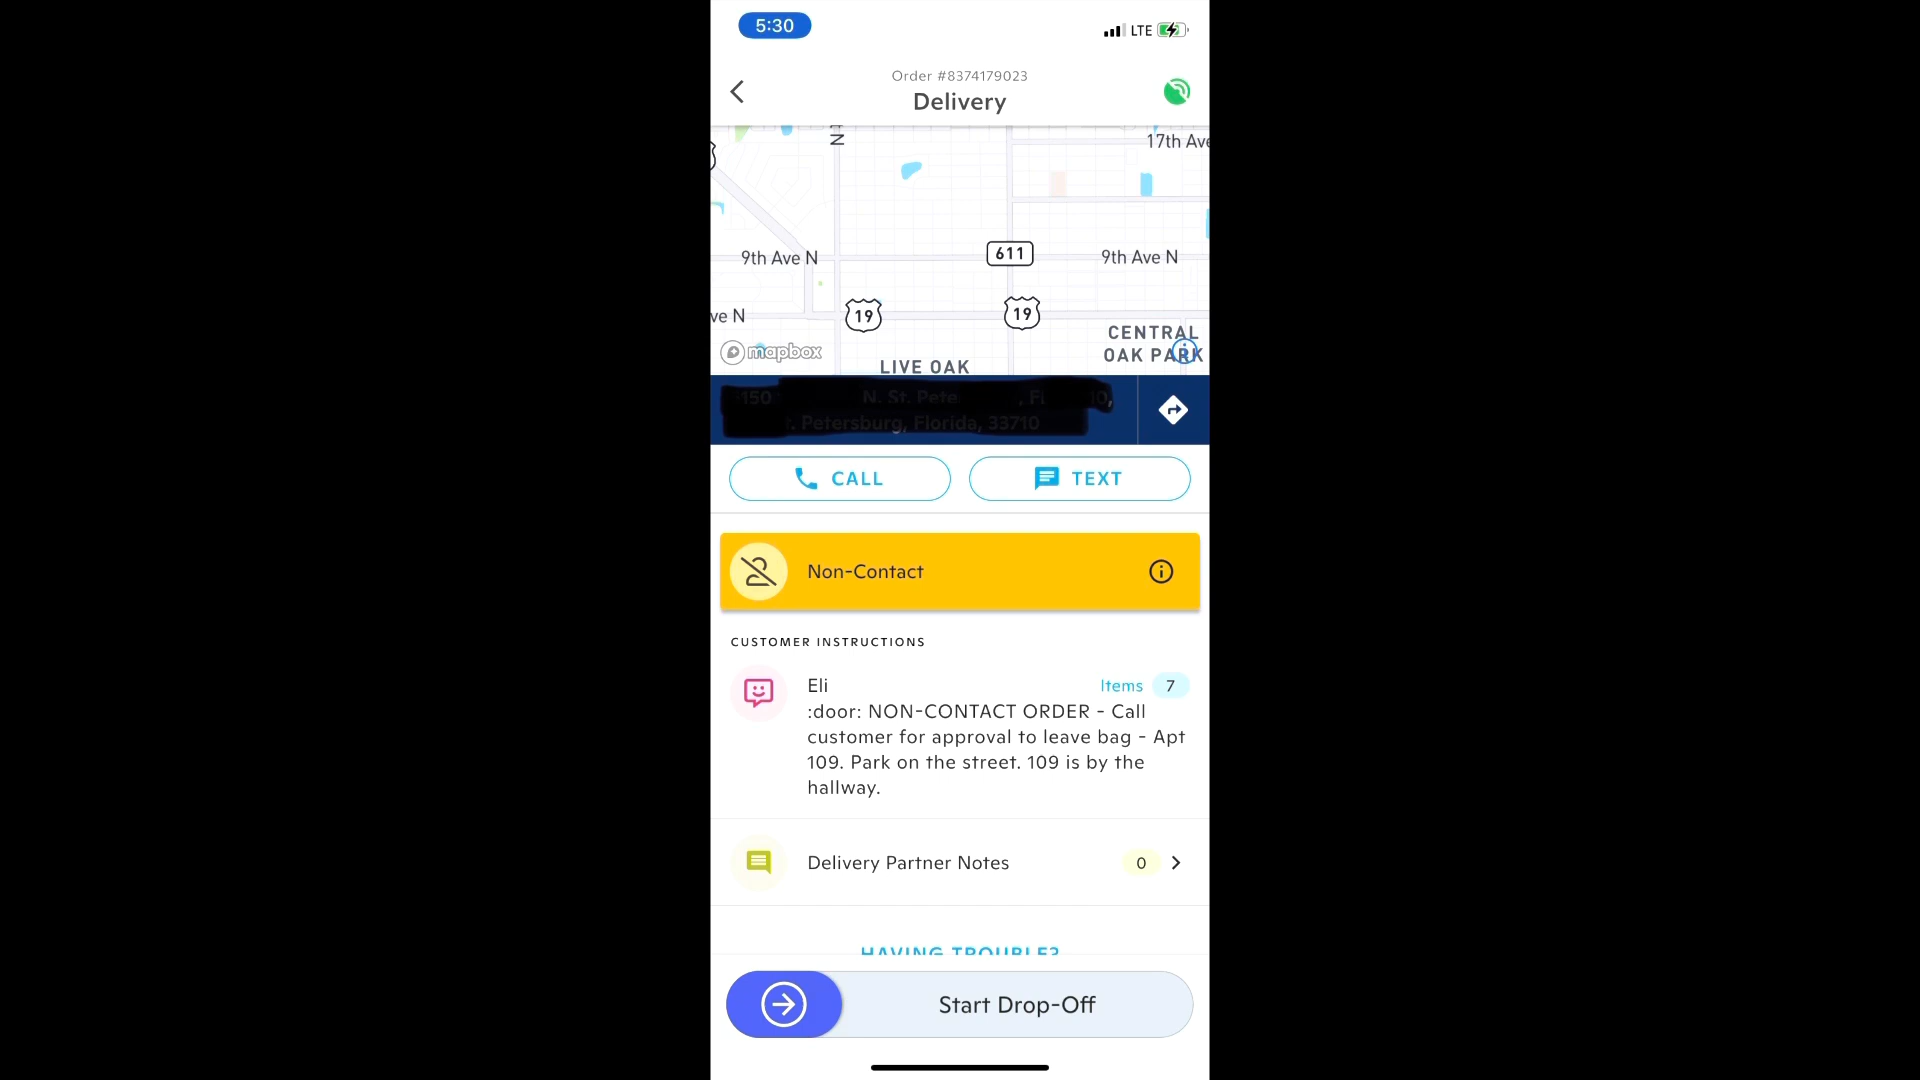 5:30
LTE
Order #8374179023
Delivery
N
17th Ave
9th Ave N
611
9th Ave N
ve N
19
19
CENTRAL
OAK PARK
mapbox
LIVE OAK
CALL
TEXT
Non-Contact
CUSTOMER INSTRUCTIONS
Eli
Items 7
:door: NON-CONTACT ORDER - Call
customer for approval to leave bag - Apt
109. Park on the street. 109 is by the
hallway.
Delivery Partner Notes 0
HAVING TROUBLE?
Start Drop-Off